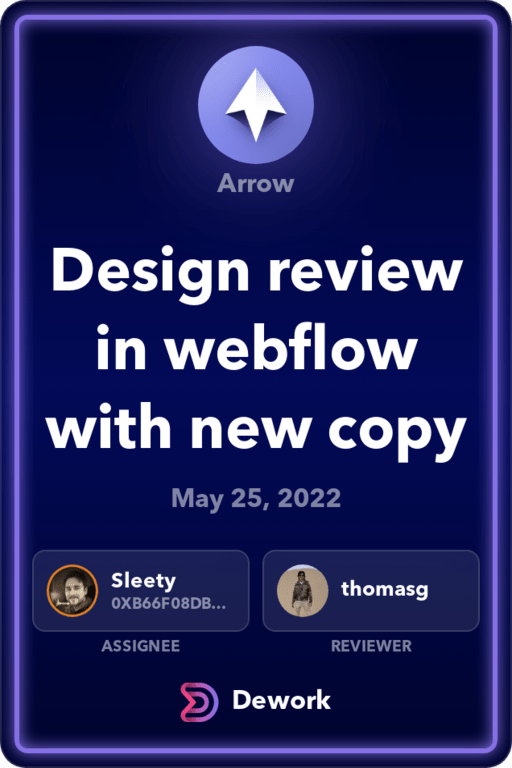 Arrow
Design review
in webflow
with new copy
May 25, 2022
Sleety
0XB66F08DB...
thomasg
ASSIGNEE
REVIEWER
Dework